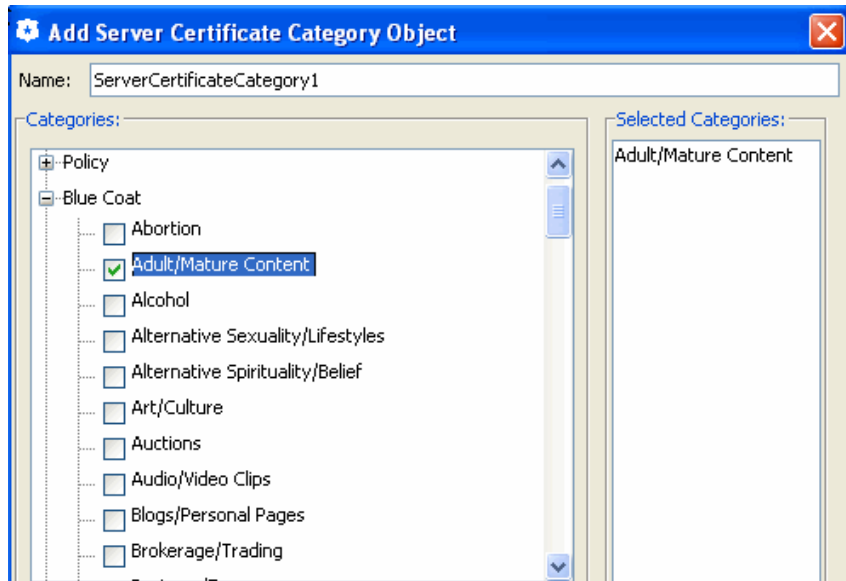 Add Server Certificate Category Object
Name: ServerCertificateCategory1
Categories:
Policy
Blue Coat
Abortion
Adult/Mature Content
Alcohol
Alternative Sexuality/Lifestyles
Alternative Spirituality/Belief
Art/Culture
Auctions
Audio/Video Clips
Blogs/Personal Pages
Brokerage/Trading
Selected Categories:
Adult/Mature Content